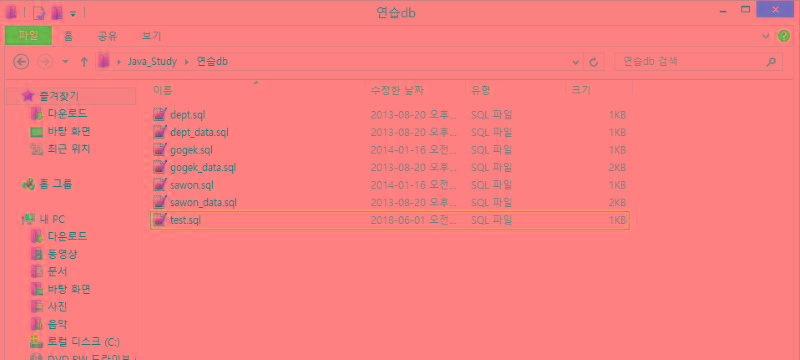 연습db
파일 홈 공유 보기
Java_Study 연습db 연습db 검색
이름 수정한 날짜 유형 크기
즐겨찾기
다운로드
바탕 화면
최근 위치
홈 그룹
내 PC
다운로드
동영상
문서
바탕 화면
사진
음악
로컬 디스크 (C:)
dept.sql 2013-08-20 오후... SQL 파일 1KB
dept_data.sql 2013-08-20 오후... SQL 파일 1KB
gogek.sql 2014-01-16 오전... SQL 파일 1KB
gogek_data.sql 2013-08-20 오후... SQL 파일 2KB
sawon.sql 2014-01-16 오전... SQL 파일 1KB
sawon_data.sql 2013-08-20 오후... SQL 파일 2KB
test.sql 2018-06-01 오전... SQL 파일 1KB